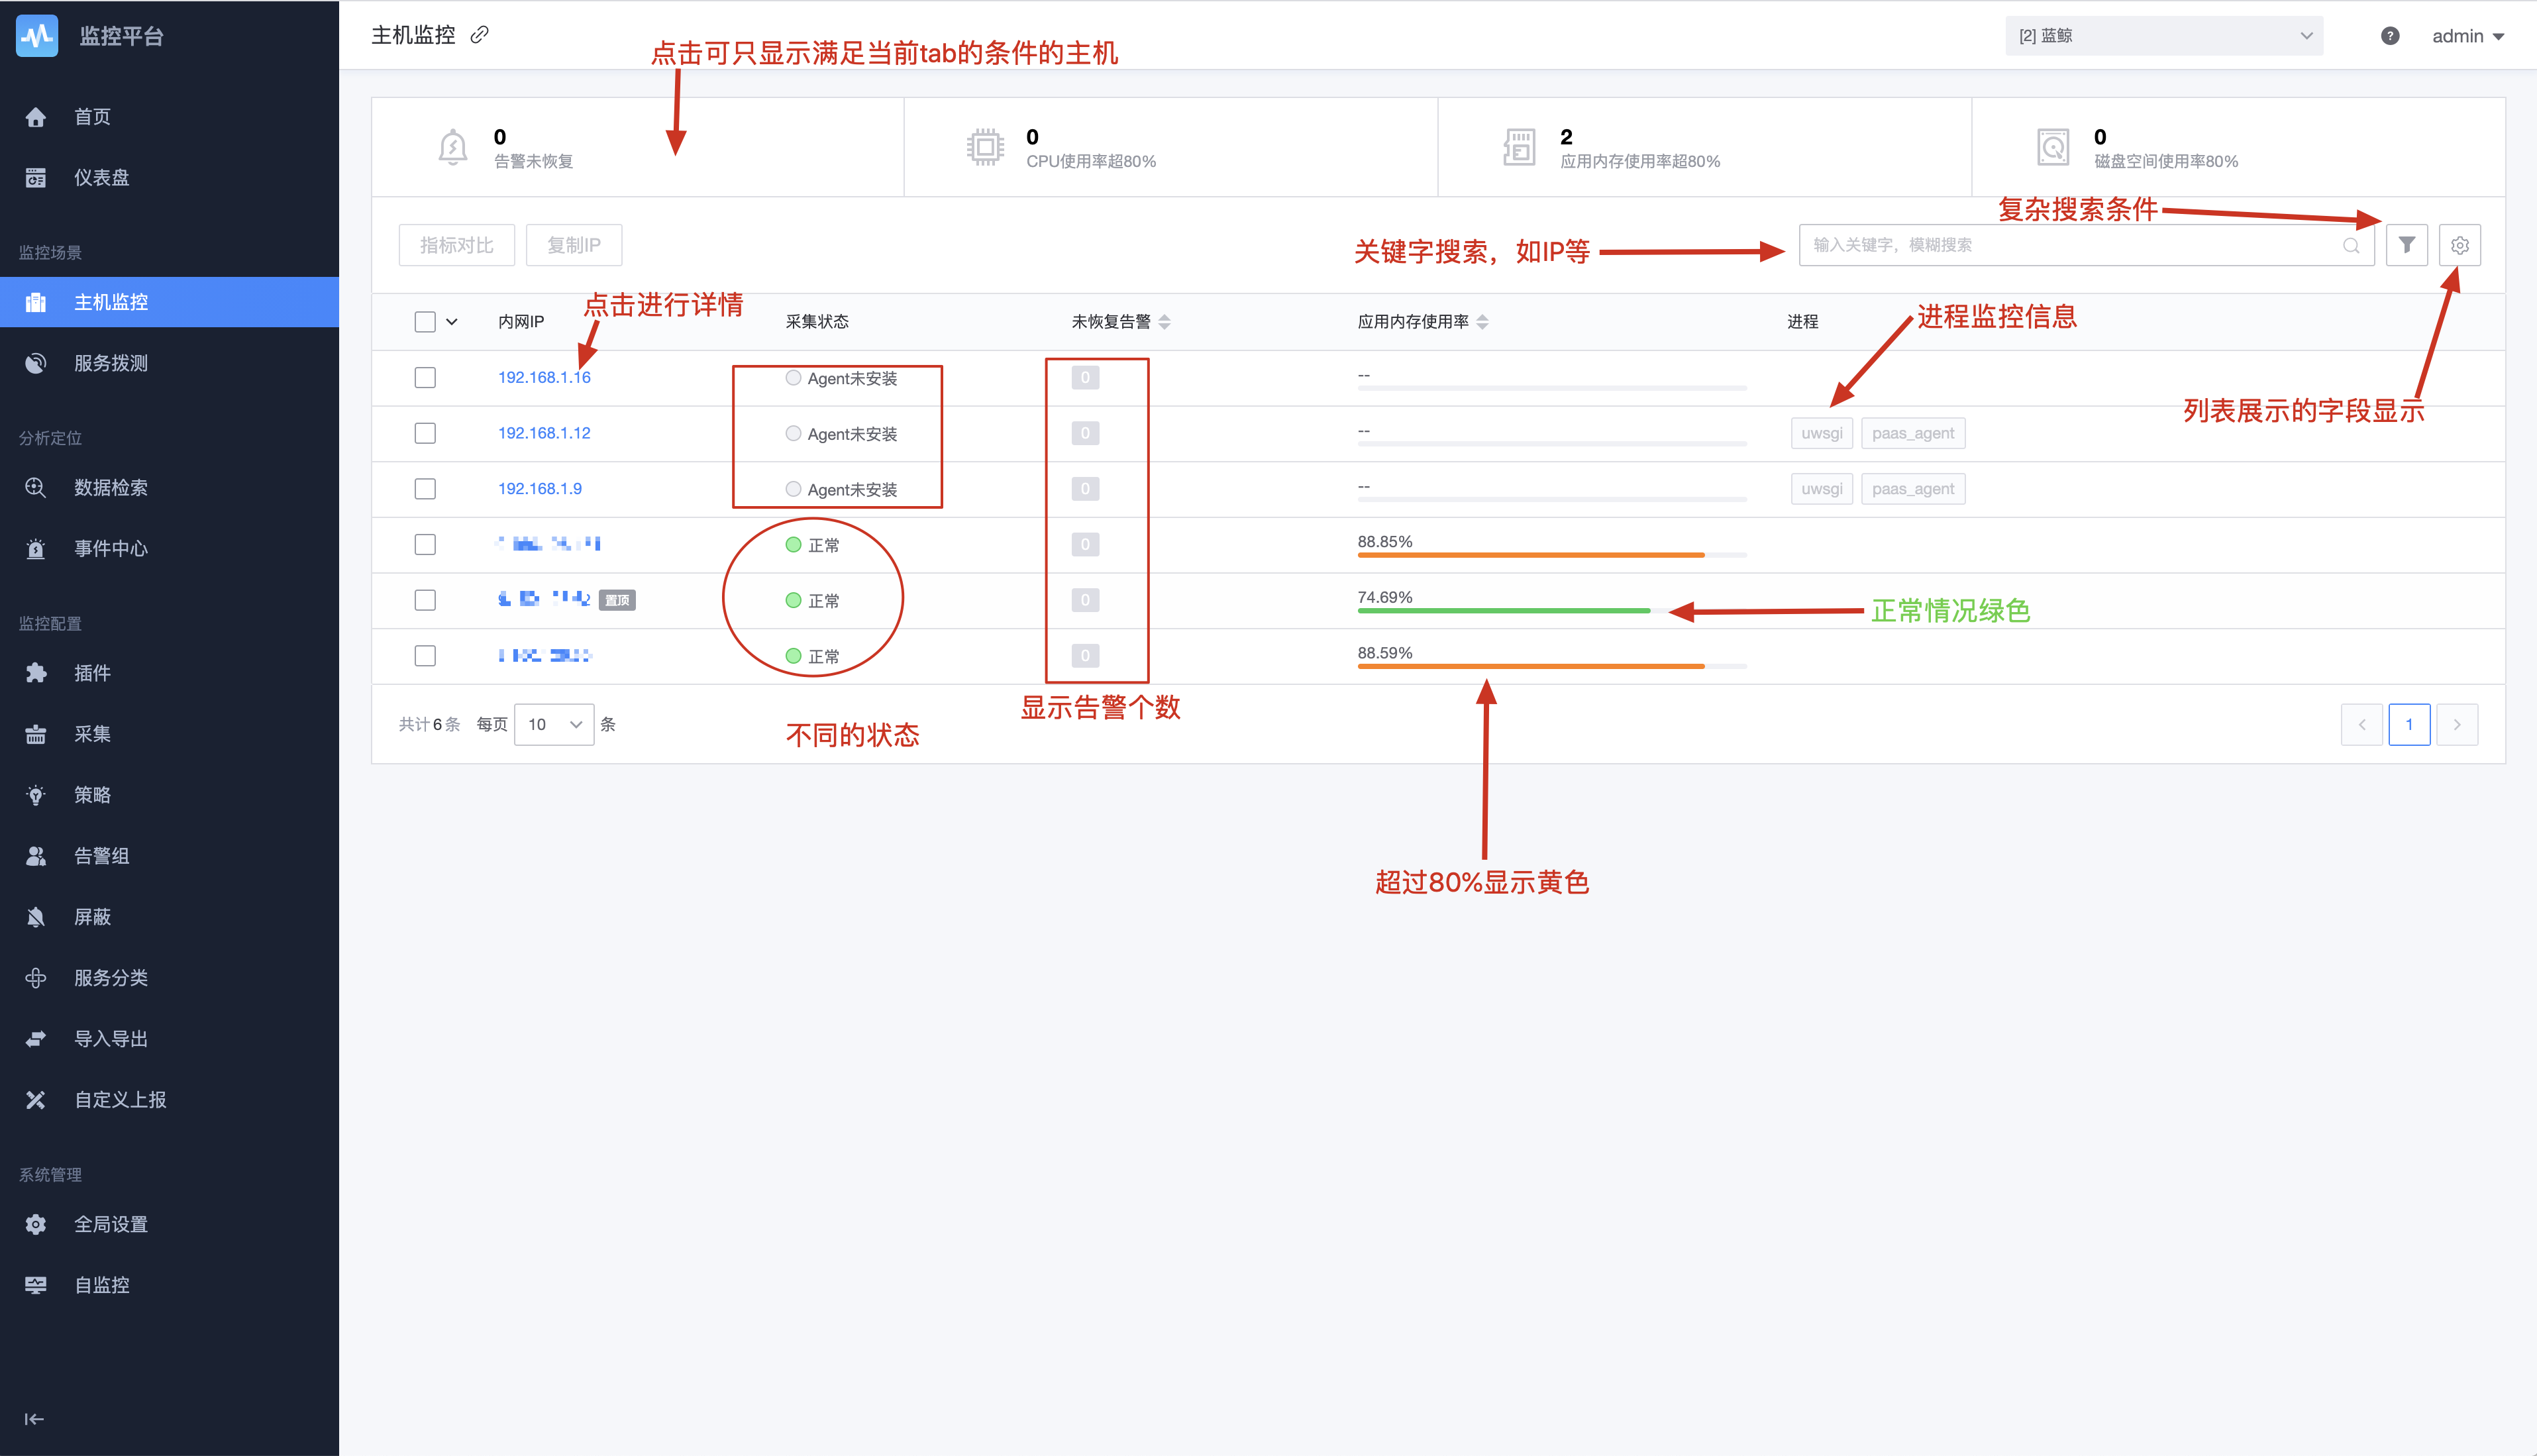 监控平台
首页
仪表盘
监控场景
主机监控
服务拨测
分析定位
数据检索
事件中心
监控配置
插件
采集
策略
告警组
屏蔽
服务分类
导入导出
自定义上报
系统管理
全局设置
自监控
主机监控
[2] 蓝鲸
?
admin
点击可只显示满足当前tab的条件的主机
0
告警未恢复
0
CPU使用率超80%
2
应用内存使用率超80%
0
磁盘空间使用率80%
复杂搜索条件
指标对比
复制IP
关键字搜索，如IP等
输入关键字，模糊搜索
点击进行详情
进程监控信息
内网IP
采集状态
未恢复告警
应用内存使用率
进程
192.168.1.16
Agent未安装
0
--
列表展示的字段显示
192.168.1.12
Agent未安装
0
--
uwsgi
paas_agent
192.168.1.9
Agent未安装
0
--
uwsgi
paas_agent
正常
0
88.85%
置顶
正常
0
74.69%
正常情况绿色
正常
0
88.59%
显示告警个数
不同的状态
共计6条
每页
10
条
1
超过80%显示黄色